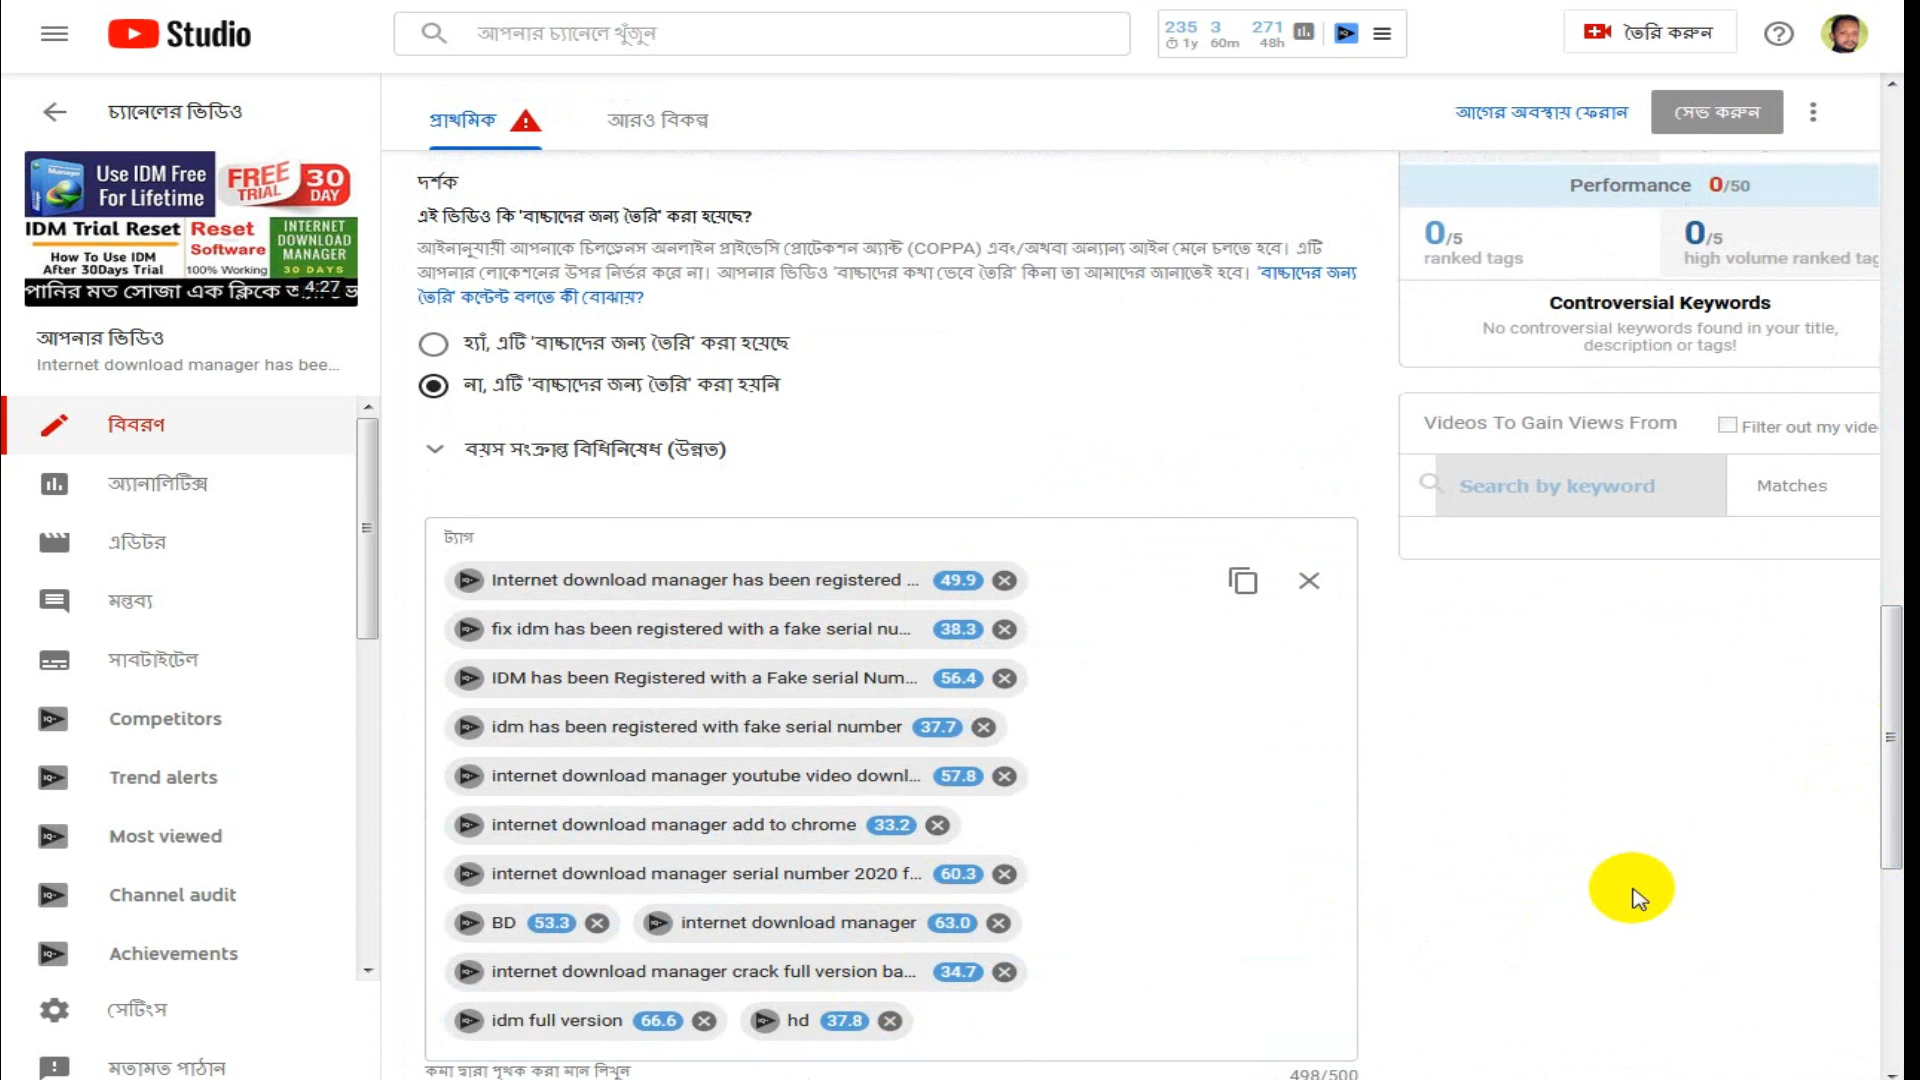 Studio
আপনার চ্যানেলে খুঁজুন
235 3 271
1y 60m 48h
তৈরি করুন
চ্যানেলের ভিডিও
প্রাথমিক
আরও বিকল্প
আগের অবস্থায় ফেরান
সেভ করুন
Manager
Use IDM Free
For Lifetime
FREE
TRIAL
30
DAY
IDM Trial Reset
How To Use IDM
After 30Days Trial
Reset
Software
100% Working
INTERNET
DOWNLOAD
MANAGER
30 DAYS
পানির মত সোজা এক ক্লিকে
4:27
আপনার ভিডিও
Internet download manager has bee...
বিবরণ
অ্যানালিটিক্স
এডিটর
মন্তব্য
সাবটাইটেল
Competitors
Trend alerts
Most viewed
Channel audit
Achievements
সেটিংস
মতামত পাঠান
দর্শক
এই ভিডিও কি 'বাচ্চাদের জন্য তৈরি' করা হয়েছে?
আইনানুযায়ী আপনাকে চিলড্রেনস অনলাইন প্রাইভেসি প্রোটেকশন অ্যাক্ট (COPPA) এবং/অথবা অন্যান্য আইন মেনে চলতে হবে। এটি
আপনার লোকেশনের উপর নির্ভর করে না। আপনার ভিডিও 'বাচ্চাদের কথা ভেবে তৈরি' কিনা তা আমাদের জানাতেই হবে। 'বাচ্চাদের জন্য
তৈরি' কন্টেন্ট বলতে কী বোঝায়?
হ্যাঁ, এটি 'বাচ্চাদের জন্য তৈরি' করা হয়েছে
না, এটি 'বাচ্চাদের জন্য তৈরি' করা হয়নি
বয়স সংক্রান্ত বিধিনিষেধ (উন্নত)
ট্যাগ
Internet download manager has been registered ... 49.9
fix idm has been registered with a fake serial nu... 38.3
IDM has been Registered with a Fake serial Num... 56.4
idm has been registered with fake serial number 37.7
internet download manager youtube video downl... 57.8
internet download manager add to chrome 33.2
internet download manager serial number 2020 f... 60.3
BD 53.3 internet download manager 63.0
internet download manager crack full version ba... 34.7
idm full version 66.6 hd 37.8
কমা দ্বারা পৃথক করা মান লিখুন
498/500
Performance 0/50
0/5
ranked tags
0/5
high volume ranked tag
Controversial Keywords
No controversial keywords found in your title,
description or tags!
Videos To Gain Views From
Filter out my vide
Search by keyword
Matches